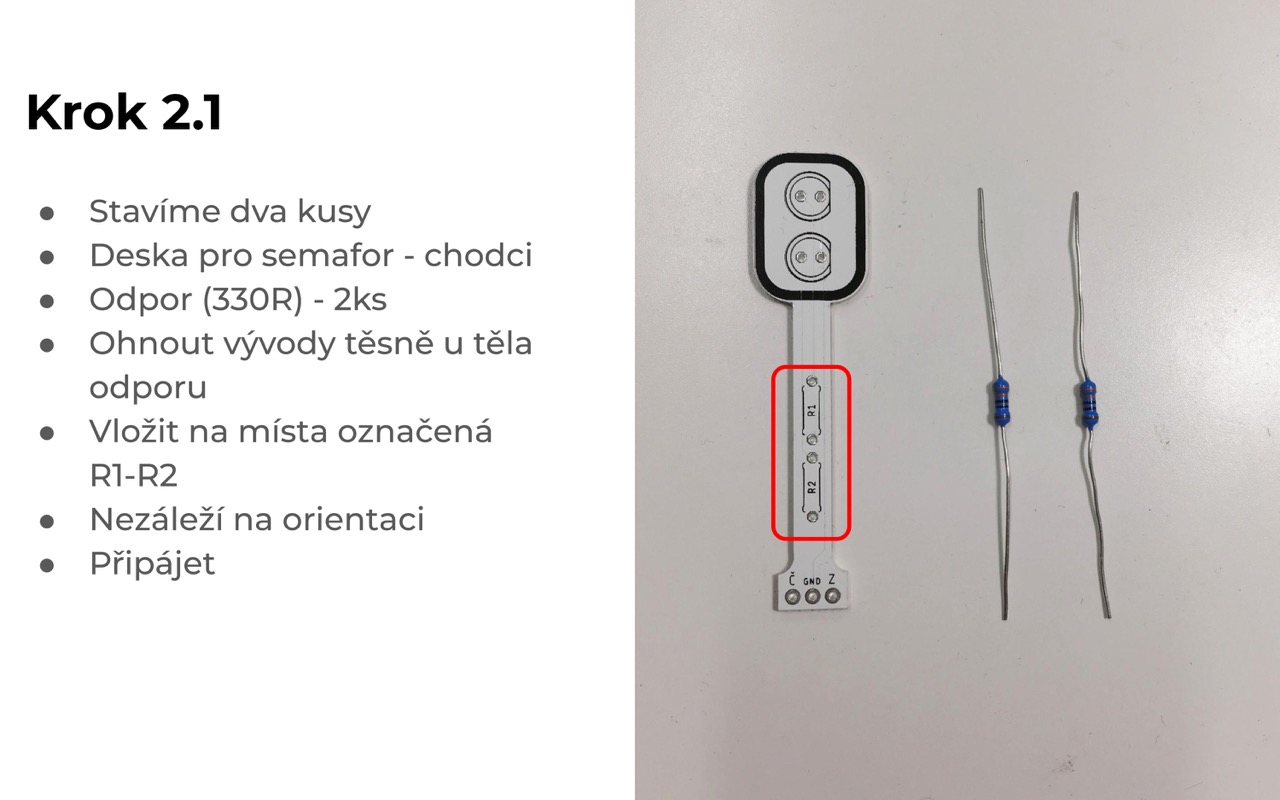 Krok 2.1
● Stavíme dva kusy
● Deska pro semafor - chodci
● Odpor (330R) - 2ks
● Ohnout vývody těsně u těla
odporu
● Vložit na místa označená
R1-R2
● Nezáleží na orientaci
● Připájet
R1
R2
Č GND Z